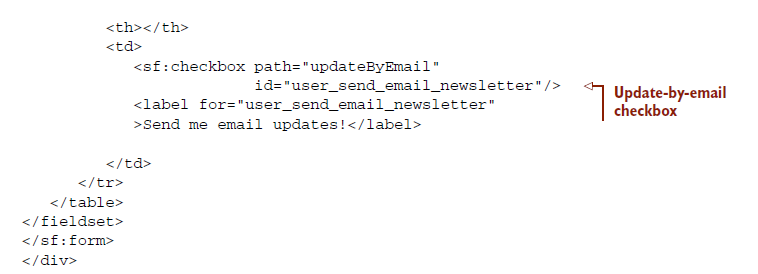 <th></th>
<td>
<sf:checkbox path="updateByEmail"
id="user_send_email_newsletter"/>
<label for="user_send_email_newsletter"
>Send me email updates!</label>
Update-by-email
checkbox
</td>
</tr>
</table>
</fieldset>
</sf:form>
</div>